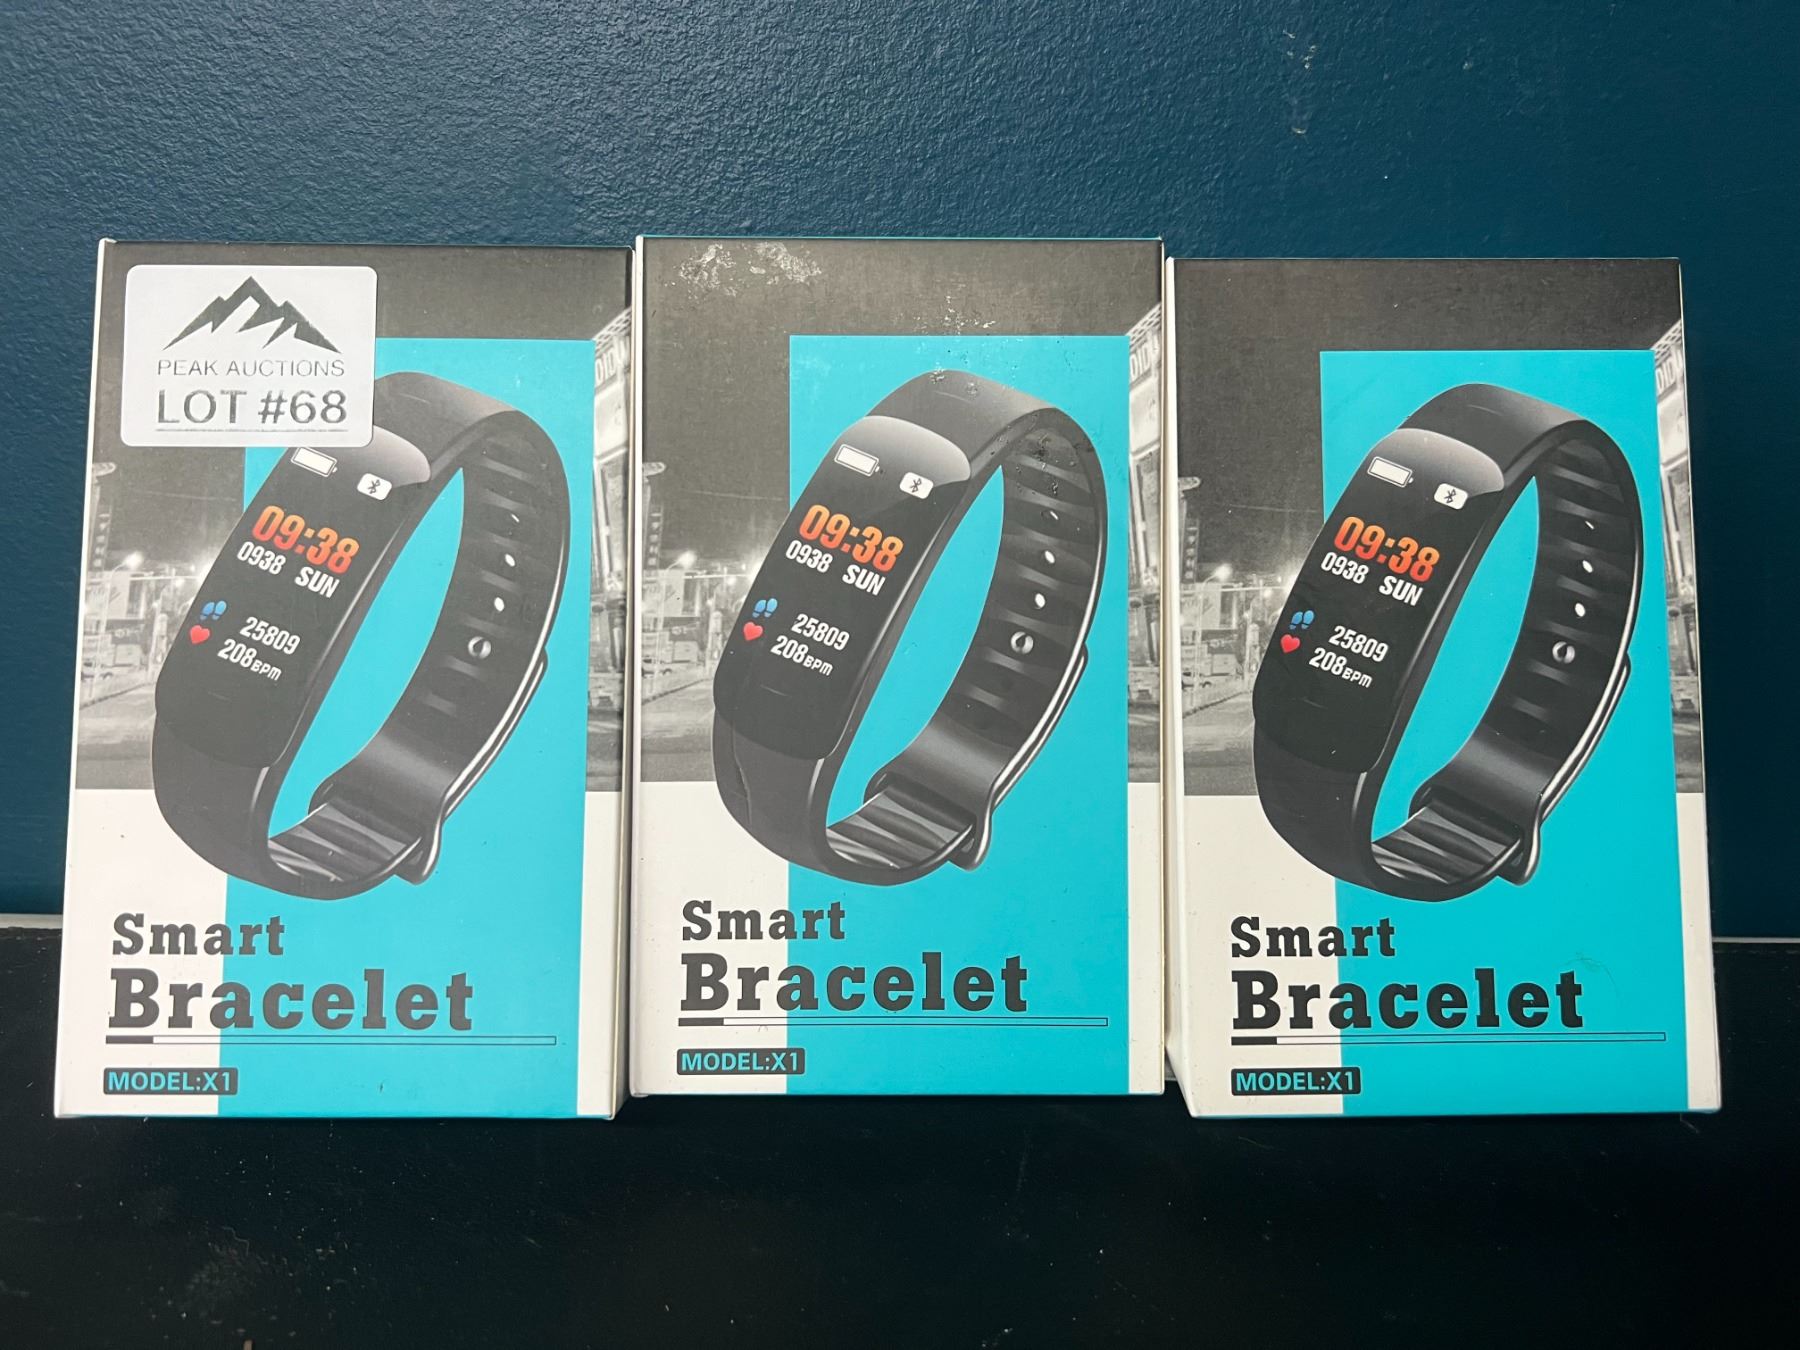 PEAK AUCTIONS
LOT #68
09:38
0938 SUN
25809
208BPM
Smart
Bracelet
MODEL:X1
09:38
0938 SUN
25809
208BPM
Smart
Bracelet
MODEL:X1
09:38
0938 SUN
25809
208BPM
Smart
Bracelet
MODEL:X1